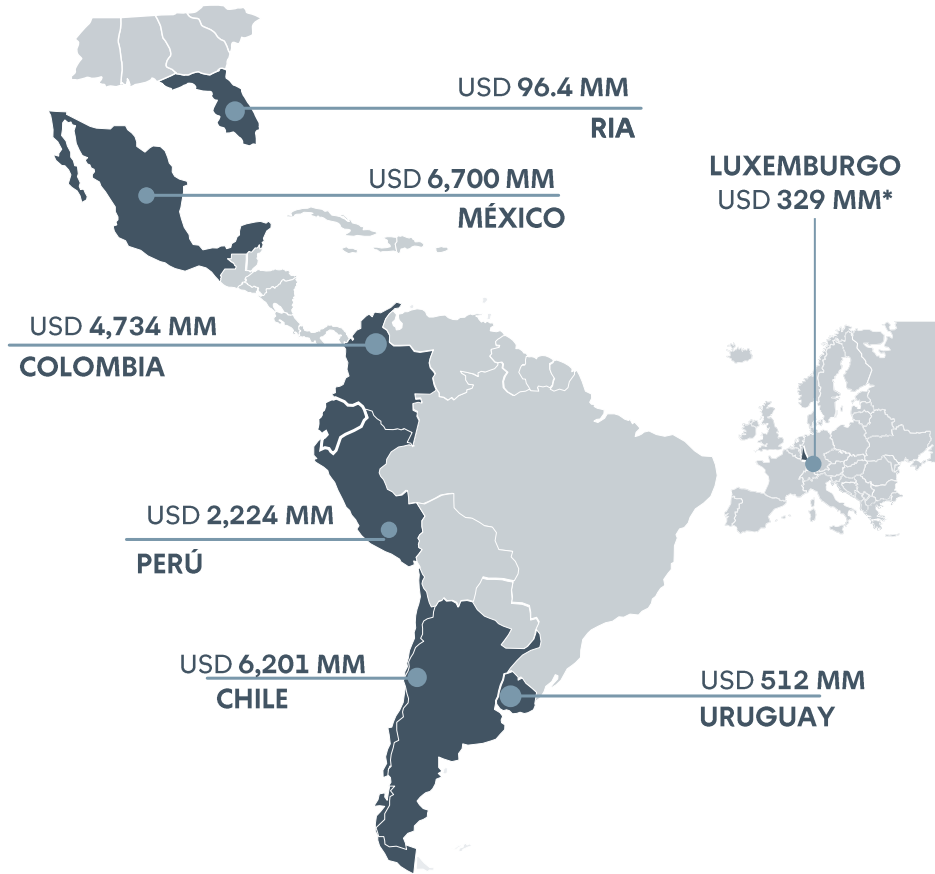 USD 96.4 MM
RIA
USD 6,700 MM
MÉXICO
LUXEMBURGO
USD 329 MM*
USD 4,734 MM
COLOMBIA
USD 2,224 MM
PERÚ
USD 6,201 MM
CHILE
USD 512 MM
URUGUAY